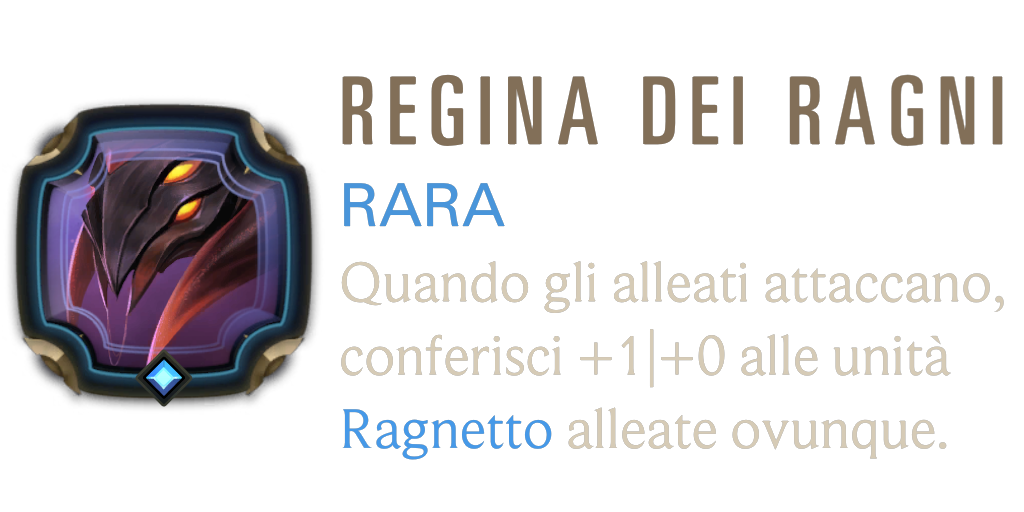 REGINA DEI RAGNI
RARA
Quando gli alleati attaccano,
conferisci +1|+0 alle unità
Ragnetto alleate ovunque.